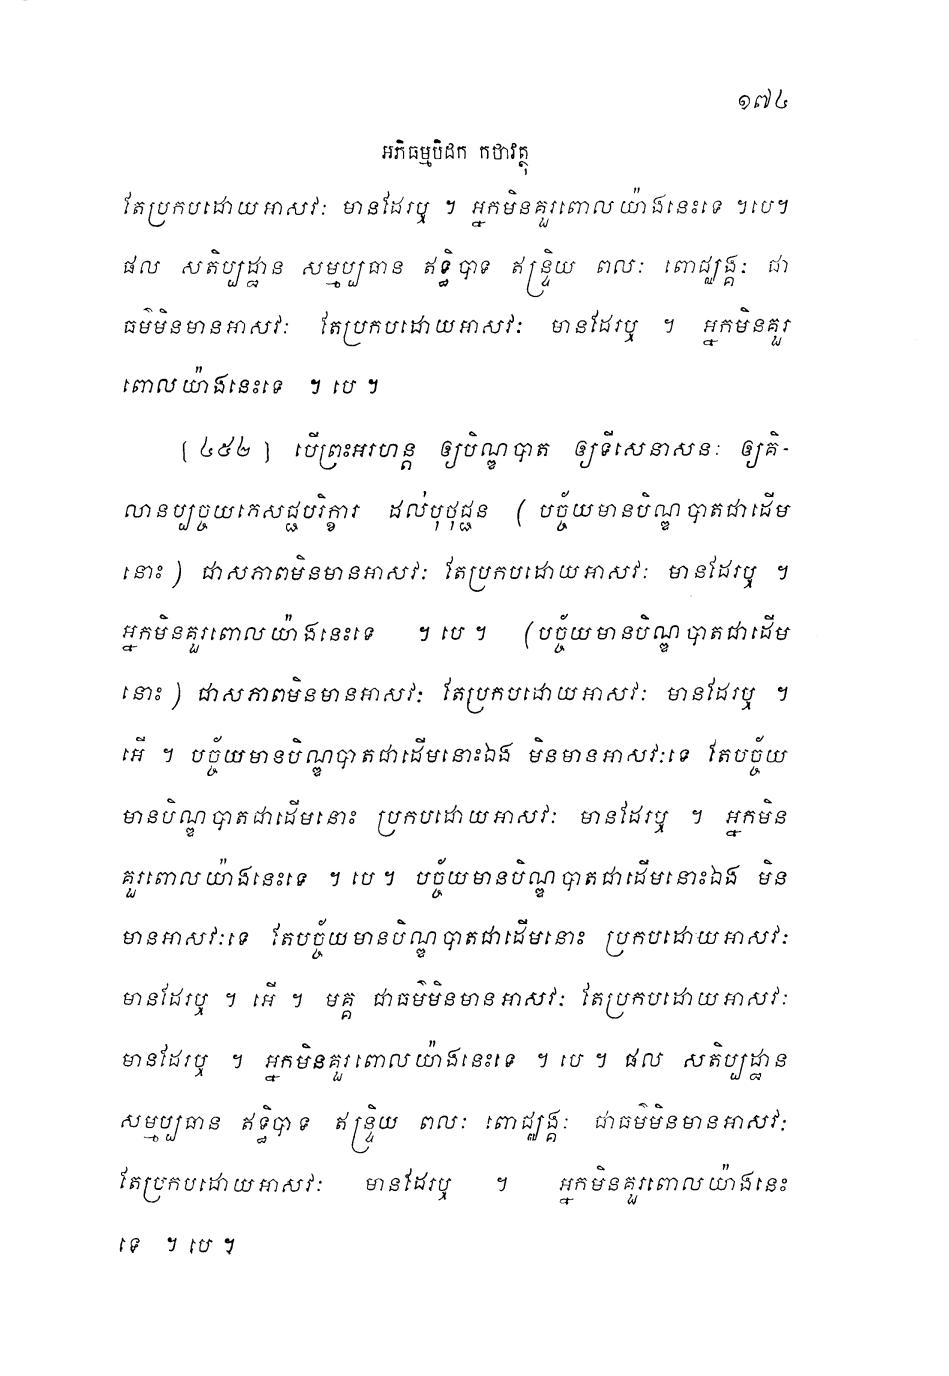 ១៧៤
អភិធម្មបិដក កថាវត្ថុ
តែប្រកបដោយអាសវៈ មានដែរឬ ។ អ្នកមិនគួរពោលយ៉ាងនេះទេ ។បេ។
ផល សតិប្បដ្ឋាន សម្មប្បធាន ឥទ្ធិបាទ ឥន្ទ្រិយ ពលៈ ពោជ្ឈង្គៈ ជា
ធម៌មិនមានអាសវៈ តែប្រកបដោយអាសវៈ មានដែរឬ ។ អ្នកមិនគួរ
ពោលយ៉ាងនេះទេ ។ បេ ។
[ ៤៥៤ ] បើព្រះអរហន្ត ឲ្យបិណ្ឌបាត ឲ្យទីសេនាសនៈ ឲ្យគិ-
លានប្បច្ចយភេសជ្ជបរិក្ខារ ដល់បុថុជ្ជន ( បច្ច័យមានបិណ្ឌបាតជាដើម
នោះ ) ជាសភាពមិនមានអាសវៈ តែប្រកបដោយអាសវៈ មានដែរឬ ។
អ្នកមិនគួរពោលយ៉ាងនេះទេ ។ បេ ។ (បច្ច័យមានបិណ្ឌបាតជាដើម
នោះ ) ជាសភាពមិនមានអាសវៈ តែប្រកបដោយអាសវៈ មានដែរឬ ។
អើ ។ បច្ច័យមានបិណ្ឌបាតជាដើមនោះឯង មិនមានអាសវៈទេ តែបច្ច័យ
មានបិណ្ឌបាតជាដើមនោះ ប្រកបដោយអាសវៈ មានដែរឬ ។ អ្នកមិន
គួរពោលយ៉ាងនេះទេ ។ បេ ។ បច្ច័យមានបិណ្ឌបាតជាដើមនោះឯង មិន
មានអាសវៈទេ តែបច្ច័យមានបិណ្ឌបាតជាដើមនោះ ប្រកបដោយអាសវៈ
មានដែរឬ ។ អើ ។ មគ្គ ជាធម៌មិនមានអាសវៈ តែប្រកបដោយអាសវៈ
មានដែរឬ ។ អ្នកមិនគួរពោលយ៉ាងនេះទេ ។ បេ ។ ផល សតិប្បដ្ឋាន
សម្មប្បធាន ឥទ្ធិបាទ ឥន្ទ្រិយ ពលៈ ពោជ្ឈង្គៈ ជាធម៌មិនមានអាសវៈ
តែប្រកបដោយអាសវៈ មានដែរឬ ។ អ្នកមិនគួរពោលយ៉ាងនេះ
ទេ ។ បេ ។